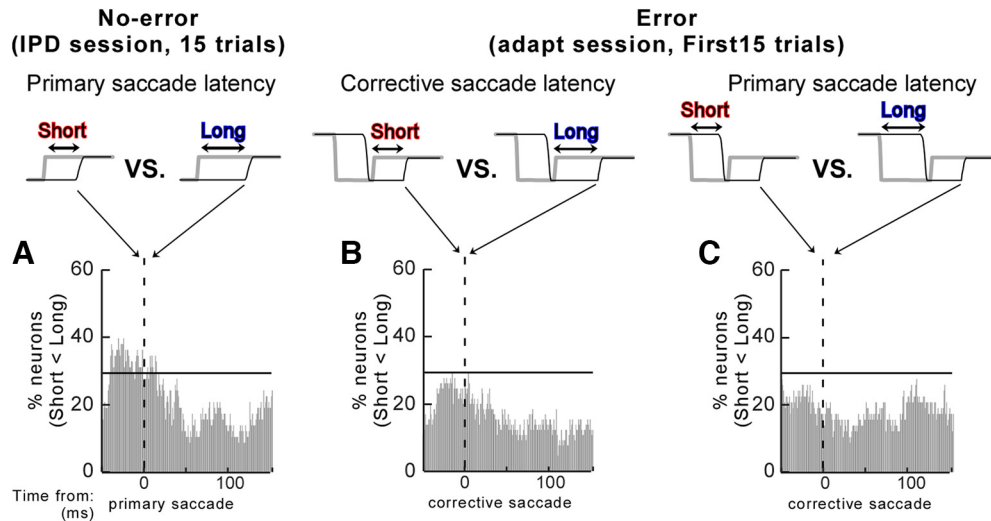 No-error
(IPD session, 15 trials)
Error
(adapt session, First15 trials)
Primary saccade latency
Corrective saccade latency
Primary saccade latency
Short
Long
Short
Long
Short
Long
VS.
VS.
VS.
A
B
C
60
40
20
0
% neurons
(Short < Long)
0
100
Time from:
(ms)
primary saccade
60
40
20
0
% neurons
(Short < Long)
0
100
corrective saccade
60
40
20
0
% neurons
(Short < Long)
0
100
corrective saccade